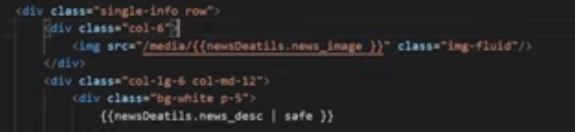 <div class="single-info row">
<div class="col-6">
<img src="/media/{{newsDeatils.news_image }}" class="img-fluid"/>
</div>
<div class="col-lg-6 col-md-12">
<div class="bg-white p-5">
{{newsDeatils.news_desc | safe }}